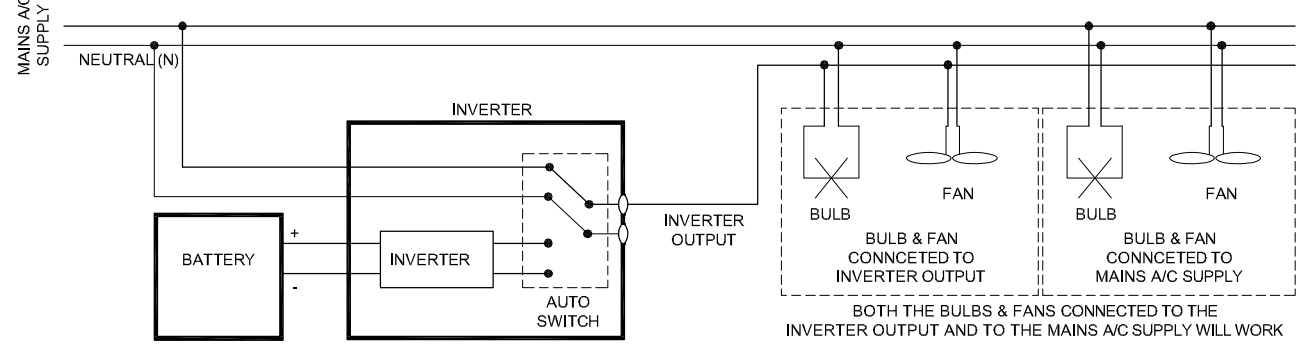 MAINS A/C
SUPPLY
NEUTRAL (N)
INVERTER
BATTERY
+
-
INVERTER
AUTO
SWITCH
INVERTER
OUTPUT
BULB
FAN
BULB & FAN
CONNCETED TO
INVERTER OUTPUT
BULB
FAN
BULB & FAN
CONNNCETED TO
MAINS A/C SUPPLY
BOTH THE BULBS & FANS CONNECTED TO THE
INVERTER OUTPUT AND TO THE MAINS A/C SUPPLY WILL WORK